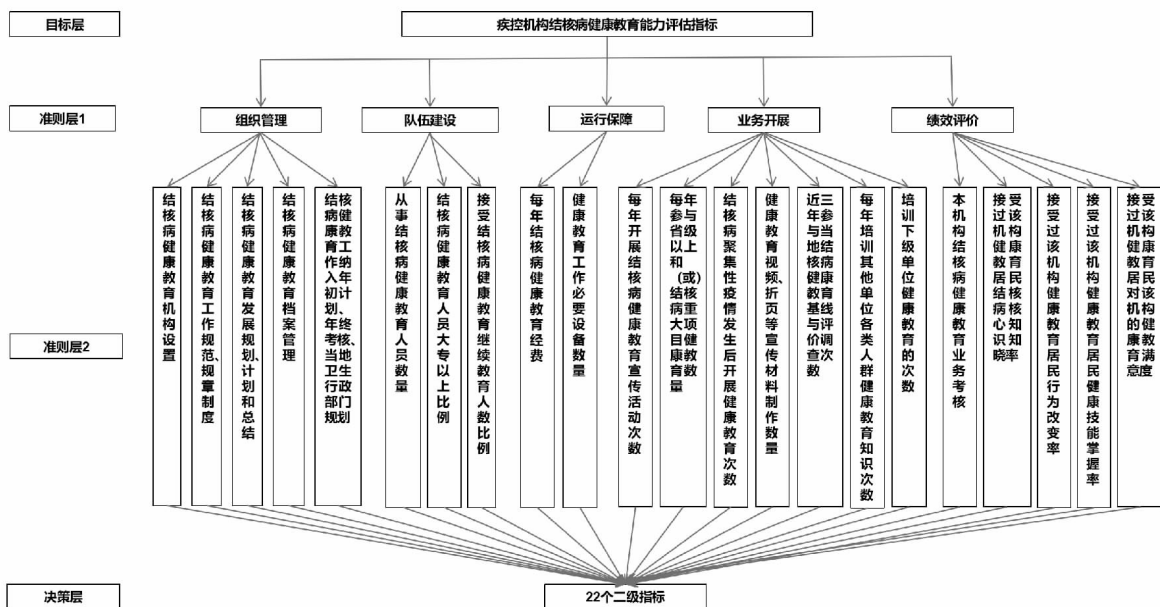 目标层
疾控机构结核病健康教育能力评估指标
准则层1
组织管理
队伍建设
运行保障
业务开展
绩效评价
准则层2
结核病健康教育机构设置
结核病健康教育工作规范、规章制度
结核病健康教育发展规划、计划和总结
结核病健康教育档案管理
结核病健康教育工作纳入年初计划、年终考核、当地卫生行政部门规划
从事结核病健康教育人员数量
结核病健康教育人员大专以上比例
接受结核病健康教育继续教育人数比例
每年结核病健康教育经费
健康教育工作必要设备数量
每年开展结核病健康教育宣传活动次数
每年参与省级以上和（或）结核病重大项目健康教育数量
结核病聚集性疫情发生后开展健康教育次数
健康教育视频、折页等宣传材料制作数量
近三年参与当地结核病健康教育基线与评价调查次数
每年培训其他单位各类人群健康教育知识次数
培训下级单位健康教育的次数
本机构结核病健康教育业务考核
接受过该机构健康教育居民结核病核心知识知晓率
接受过该机构健康教育居民行为改变率
接受过该机构健康教育居民健康技能掌握率
接受过该机构健康教育居民对该机构的健康教育满意度
决策层
22个二级指标